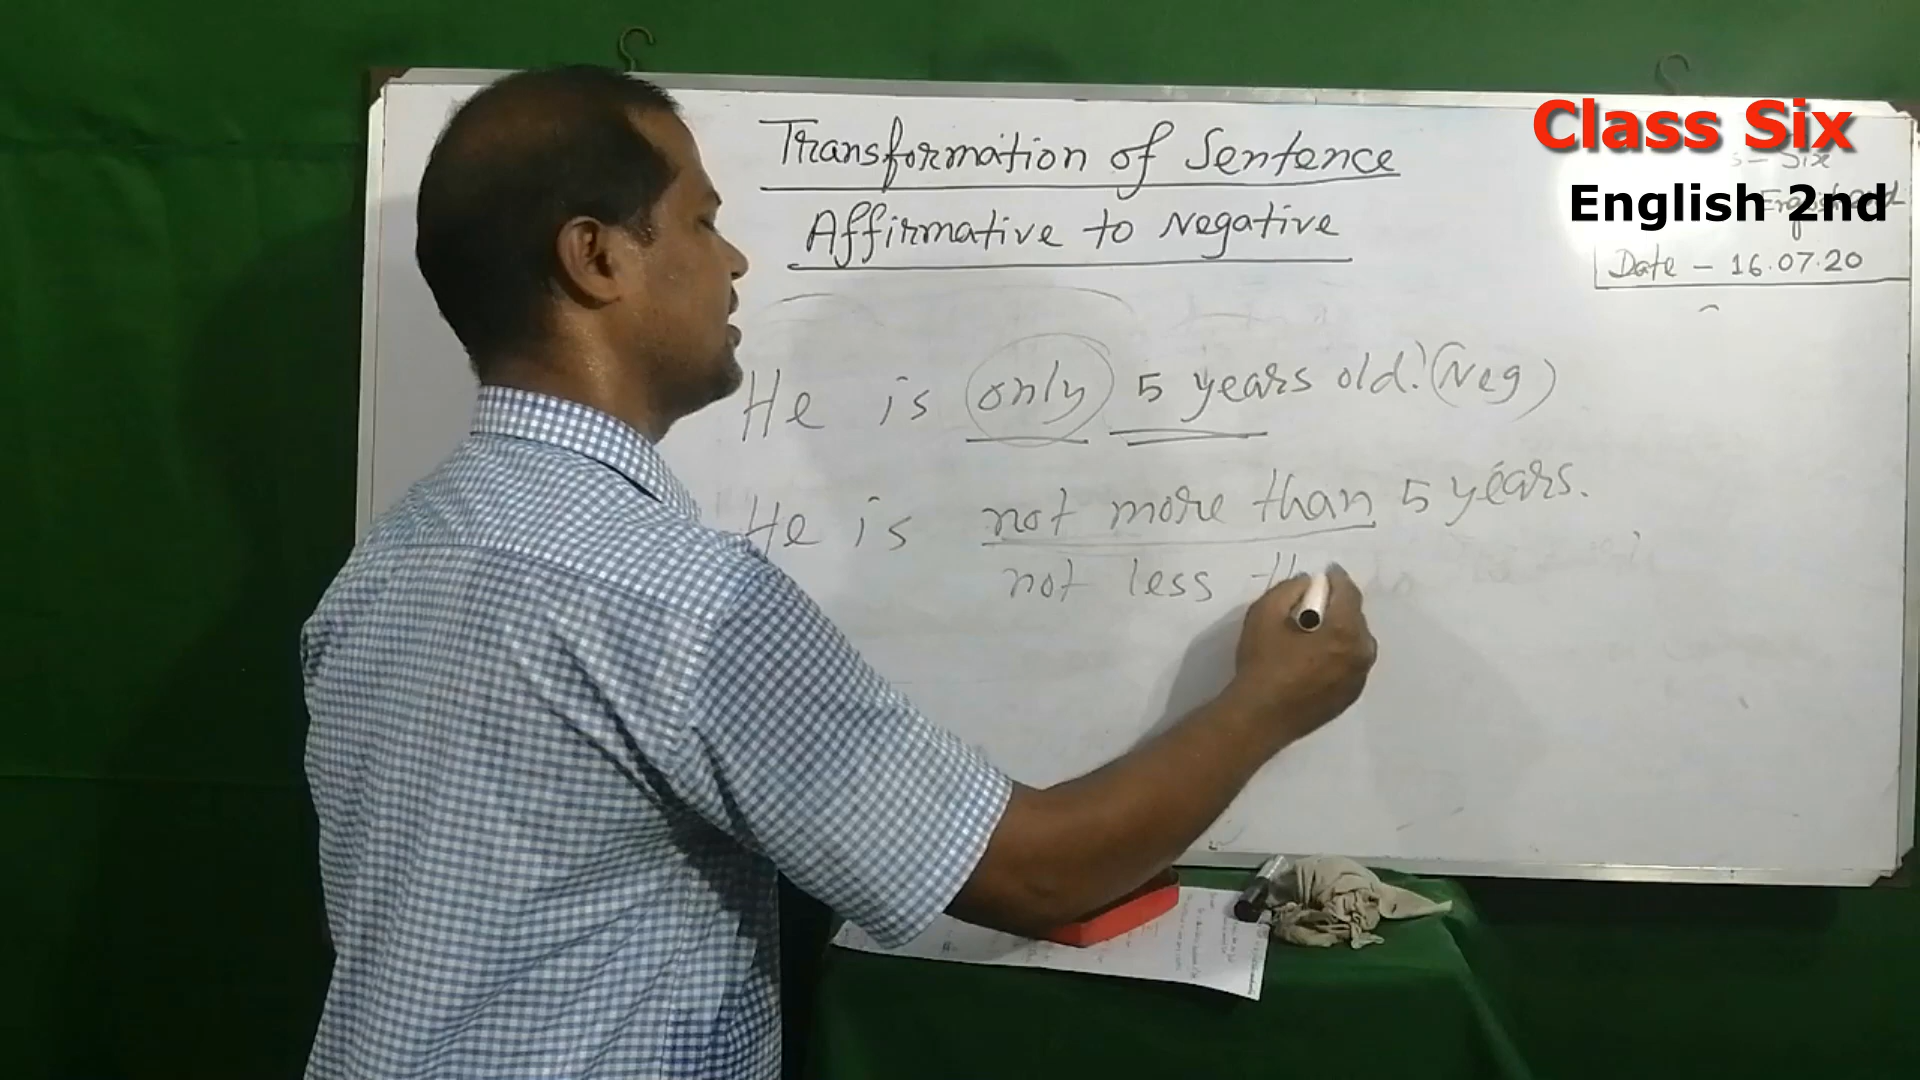 Transformation of Sentence
Affirmative to Negative
Class Six
Six
English 2nd
Date - 16.07.20
He is only 5 years old. (Neg)
He is not more than 5 years.
not less